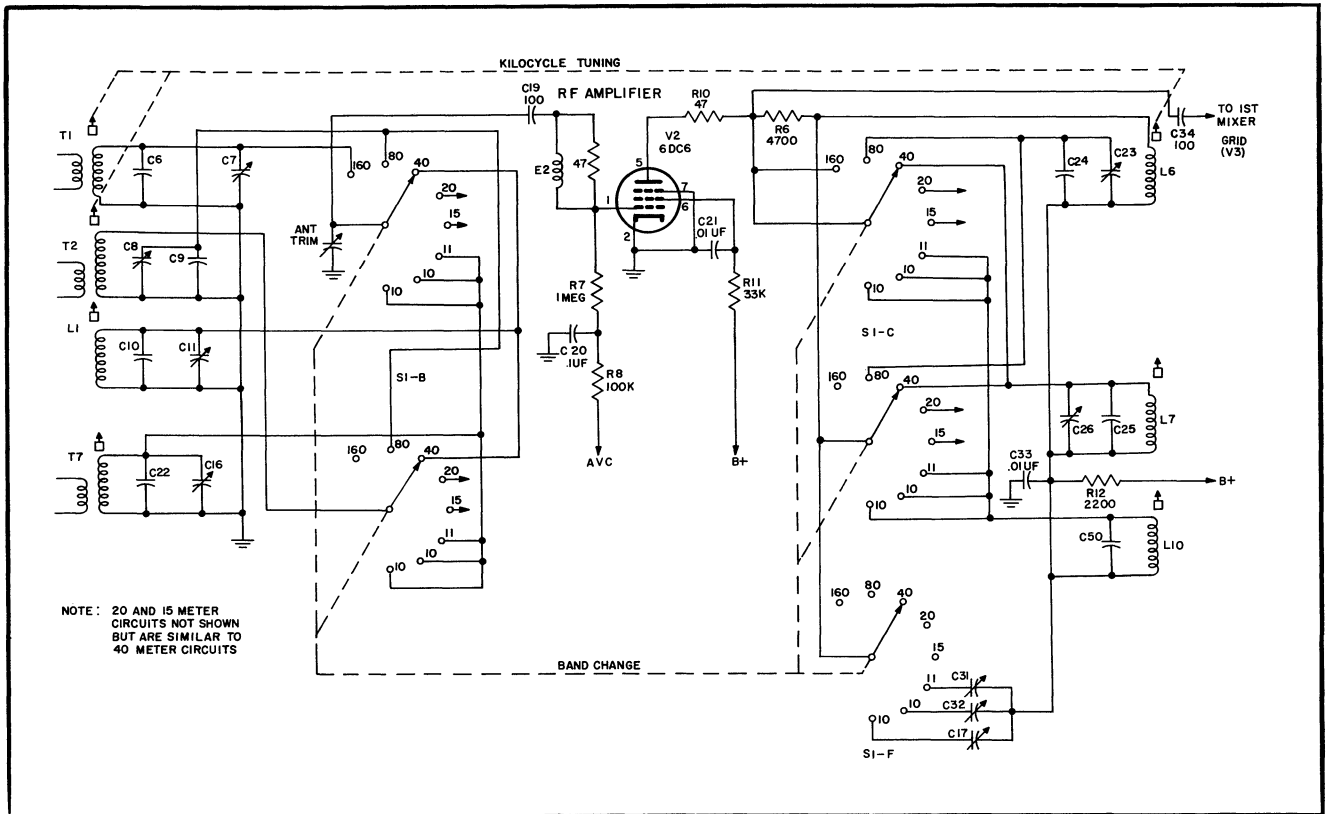 KILOCYCLE TUNING
RF AMPLIFIER
T1
C6
C7
160
80
40
20
15
11
10
10
ANT
TRIM
C19
100
E2
47
V2
6DC6
5
7
6
1
2
R10
47
R6
4700
C21
.01UF
R11
33K
B+
R7
1 MEG
C 20
.1UF
R8
100K
AVC
TO 1ST
MIXER
GRID
(V3)
C34
100
160
80
40
20
15
11
10
10
S1-C
C24
C23
L6
T2
C8
C9
L1
C10
C11
S1-B
160
80
40
20
15
11
10
10
T7
C22
C16
160
80
40
20
15
11
10
10
C26
C25
L7
C33
.01UF
R12
2200
B+
C50
L10
160
80
40
20
15
11
10
10
C31
C32
C17
S1-F
BAND CHANGE
NOTE: 20 AND 15 METER
CIRCUITS NOT SHOWN
BUT ARE SIMILAR TO
40 METER CIRCUITS